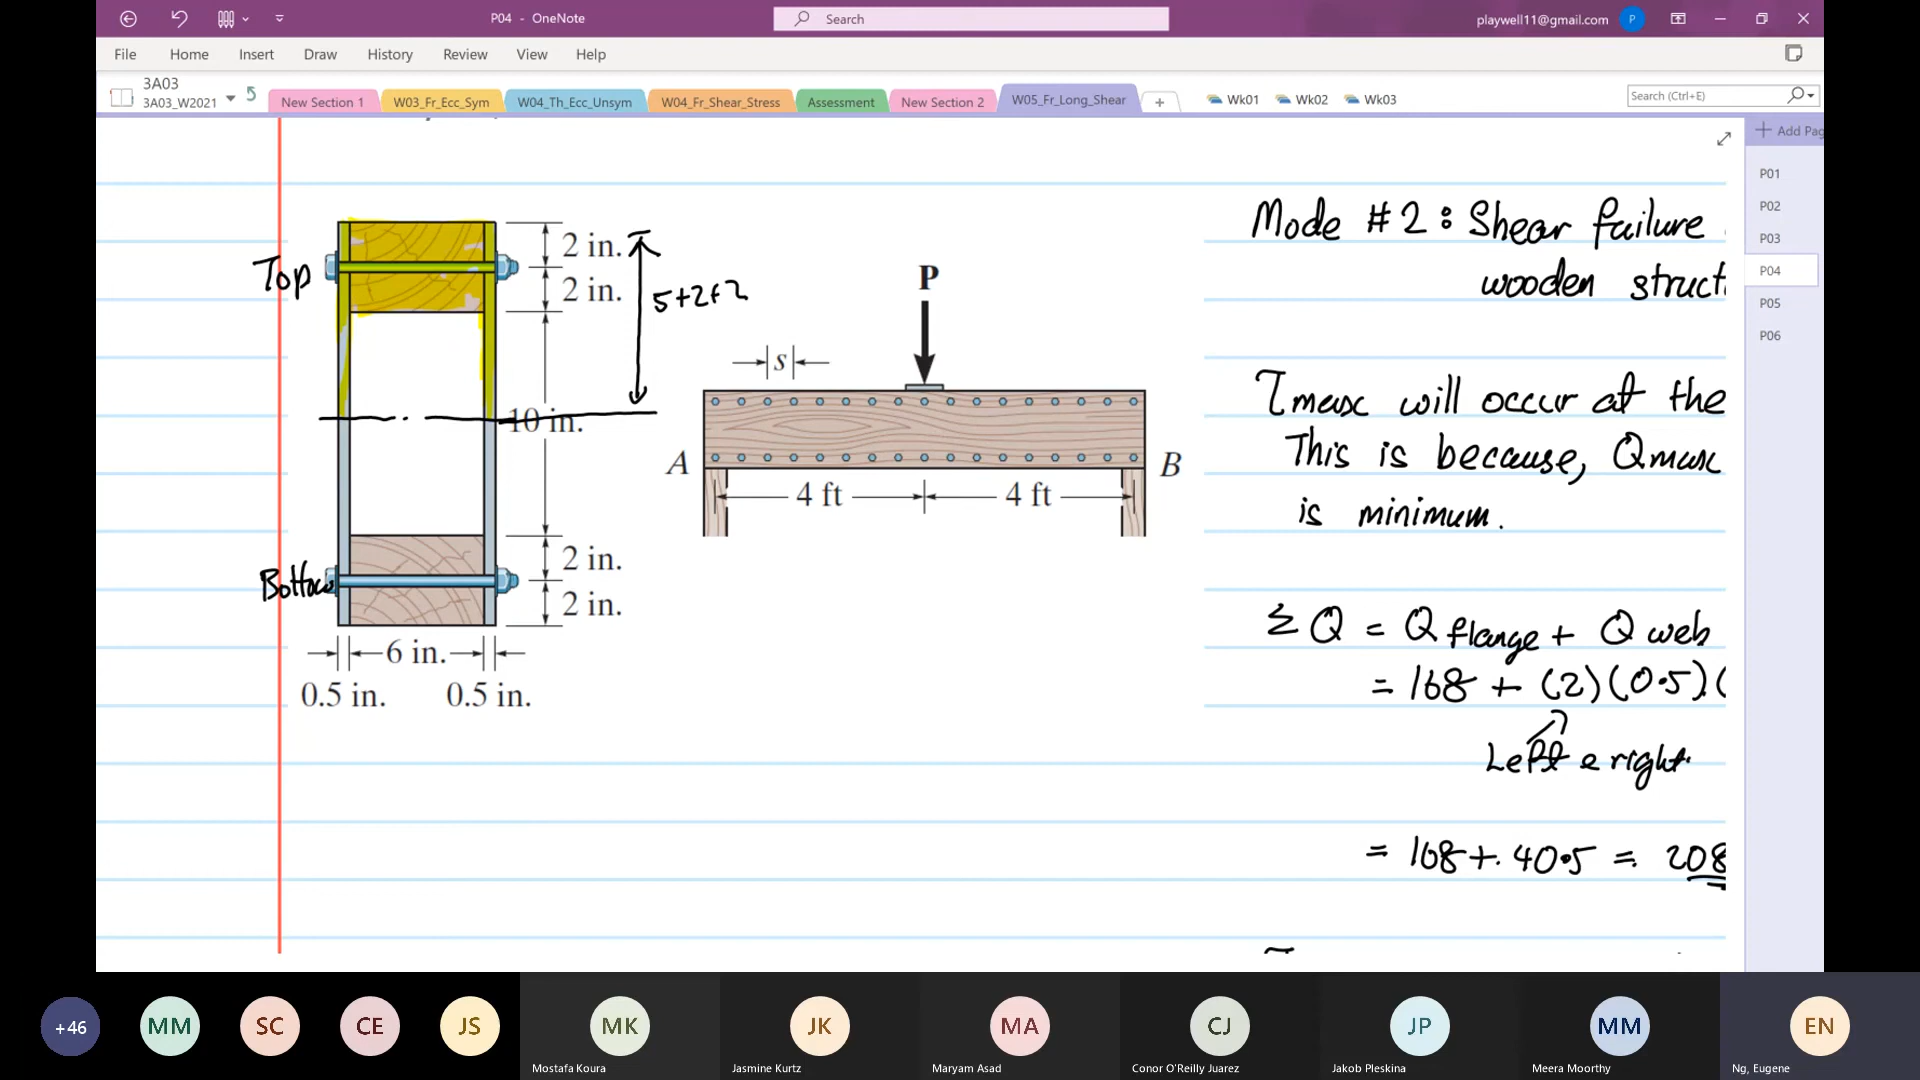 P04 - OneNote
Search
playwell11@gmail.com
P
File Home Insert Draw History Review View Help
3A03
3A03_W2021
New Section 1
W03_Fr_Ecc_Sym
W04_Th_Ecc_Unsym
W04_Fr_Shear_Stress
Assessment
New Section 2
W05_Fr_Long_Shear
+
Wk01
Wk02
Wk03
Search (Ctrl+E)
+ Add Pag
P01
P02
P03
P04
P05
P06
Top
2 in.
2 in.
5+2+2
10 in.
Bottom
2 in.
2 in.
6 in.
0.5 in. 0.5 in.
P
s
A
B
4 ft 4 ft
Mode #2 : Shear failure
wooden struct
τmax will occur at the
This is because, Qmax
is minimum.
Σ Q = Q flange + Q web
= 168 + (2)(0.5)(
Left & right
= 168 + 40.5 = 208
+46
MM
SC
CE
JS
MK
Mostafa Koura
JK
Jasmine Kurtz
MA
Maryam Asad
CJ
Conor O'Reilly Juarez
JP
Jakob Pleskina
MM
Meera Moorthy
EN
Ng, Eugene